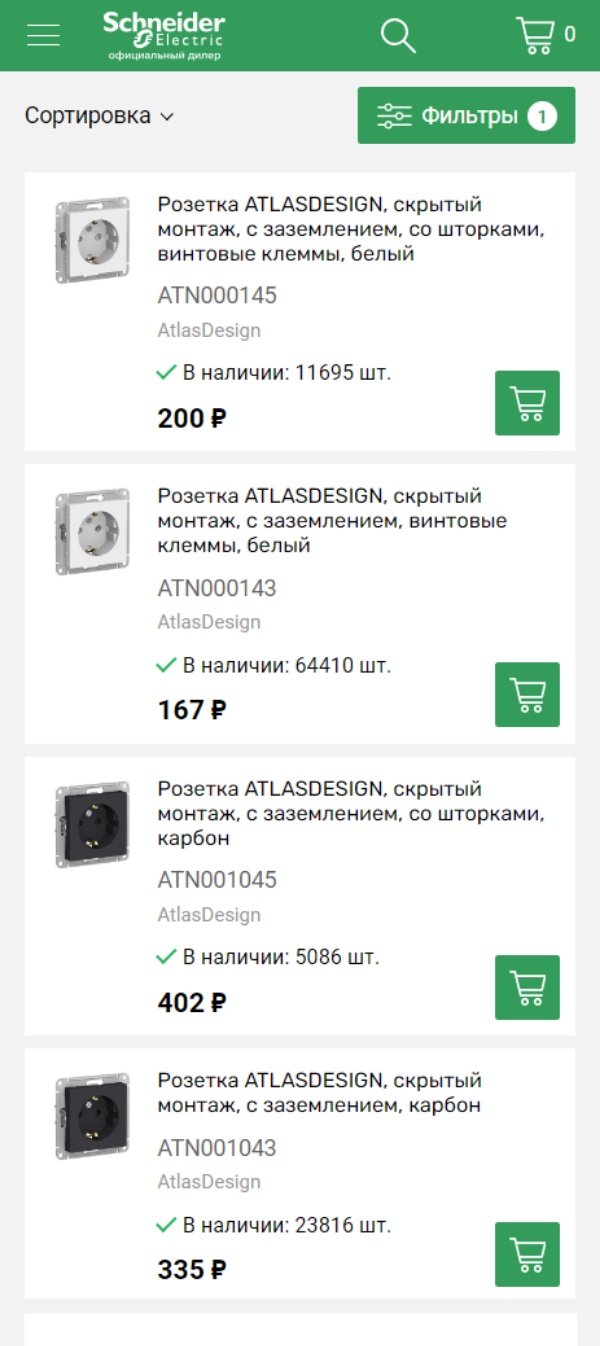 Schneider
Electric
официальный дилер
0
Сортировка
Фильтры 1
Розетка ATLASDESIGN, скрытый
монтаж, с заземлением, со шторками,
винтовые клеммы, белый
ATN000145
AtlasDesign
В наличии: 11695 шт.
200 ₽
Розетка ATLASDESIGN, скрытый
монтаж, с заземлением, винтовые
клеммы, белый
ATN000143
AtlasDesign
В наличии: 64410 шт.
167 ₽
Розетка ATLASDESIGN, скрытый
монтаж, с заземлением, со шторками,
карбон
ATN001045
AtlasDesign
В наличии: 5086 шт.
402 ₽
Розетка ATLASDESIGN, скрытый
монтаж, с заземлением, карбон
ATN001043
AtlasDesign
В наличии: 23816 шт.
335 ₽